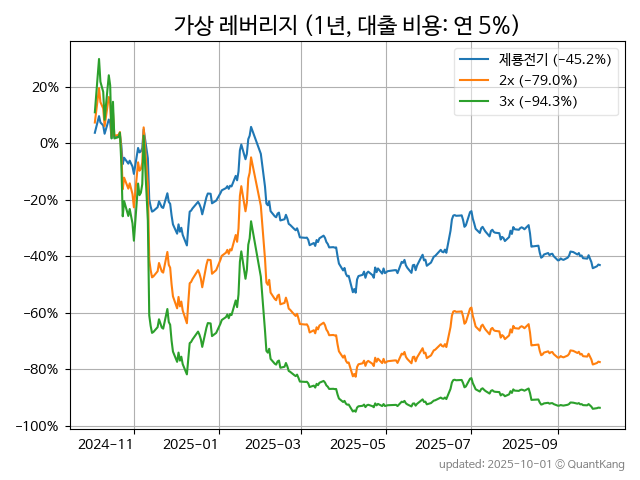 가상 레버리지 (1년, 대출 비용: 연 5%)
제룡전기 (−45.2%)
2x (−79.0%)
3x (−94.3%)
20%
0%
−20%
−40%
−60%
−80%
−100%
2024-11 2025-01 2025-03 2025-05 2025-07 2025-09
updated: 2025-10-01 © QuantKang